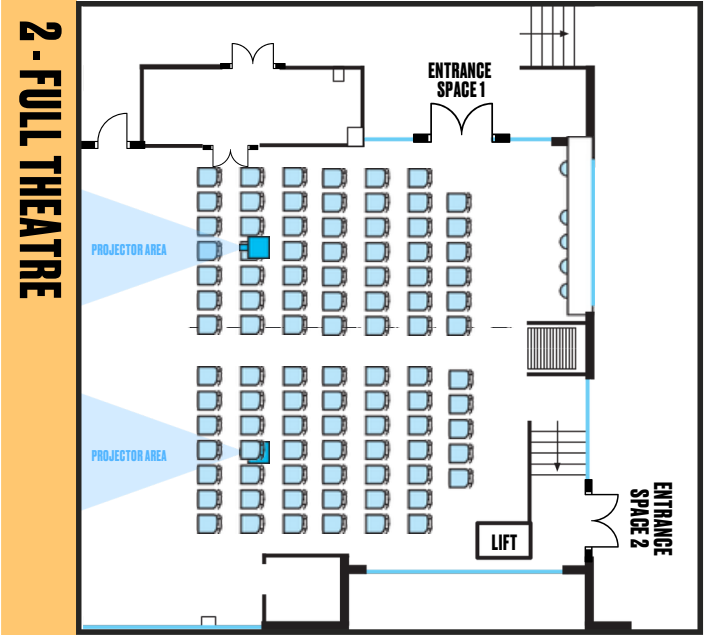 2 - FULL THEATRE
ENTRANCE
SPACE 1
PROJECTOR AREA
PROJECTOR AREA
ENTRANCE
SPACE 2
LIFT